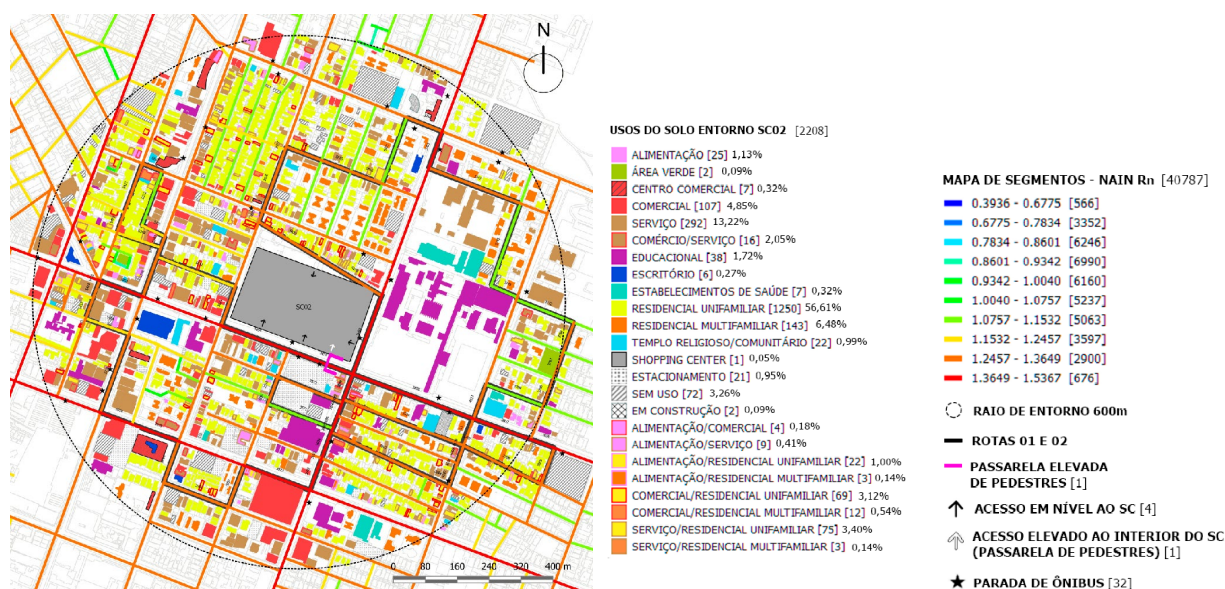 N
SC02
0 80 160 240 320 400 m
USOS DO SOLO ENTORNO SC02 [2208]
ALIMENTAÇÃO [25] 1,13%
ÁREA VERDE [2] 0,09%
CENTRO COMERCIAL [7] 0,32%
COMERCIAL [107] 4,85%
SERVIÇO [292] 13,22%
COMÉRCIO/SERVIÇO [16] 2,05%
EDUCACIONAL [38] 1,72%
ESCRITÓRIO [6] 0,27%
ESTABELECIMENTOS DE SAÚDE [7] 0,32%
RESIDENCIAL UNIFAMILIAR [1250] 56,61%
RESIDENCIAL MULTIFAMILIAR [143] 6,48%
TEMPLO RELIGIOSO/COMUNITÁRIO [22] 0,99%
SHOPPING CENTER [1] 0,05%
ESTACIONAMENTO [21] 0,95%
SEM USO [72] 3,26%
EM CONSTRUÇÃO [2] 0,09%
ALIMENTAÇÃO/COMERCIAL [4] 0,18%
ALIMENTAÇÃO/SERVIÇO [9] 0,41%
ALIMENTAÇÃO/RESIDENCIAL UNIFAMILIAR [22] 1,00%
ALIMENTAÇÃO/RESIDENCIAL MULTIFAMILIAR [3] 0,14%
COMERCIAL/RESIDENCIAL UNIFAMILIAR [69] 3,12%
COMERCIAL/RESIDENCIAL MULTIFAMILIAR [12] 0,54%
SERVIÇO/RESIDENCIAL UNIFAMILIAR [75] 3,40%
SERVIÇO/RESIDENCIAL MULTIFAMILIAR [3] 0,14%
MAPA DE SEGMENTOS - NAIN Rn [40787]
0.3936 - 0.6775 [566]
0.6775 - 0.7834 [3352]
0.7834 - 0.8601 [6246]
0.8601 - 0.9342 [6990]
0.9342 - 1.0040 [6160]
1.0040 - 1.0757 [5237]
1.0757 - 1.1532 [5063]
1.1532 - 1.2457 [3597]
1.2457 - 1.3649 [2900]
1.3649 - 1.5367 [676]
RAIO DE ENTORNO 600m
ROTAS 01 E 02
PASSARELA ELEVADA
DE PEDESTRES [1]
ACESSO EM NÍVEL AO SC [4]
ACESSO ELEVADO AO INTERIOR DO SC
(PASSARELA DE PEDESTRES) [1]
PARADA DE ÔNIBUS [32]